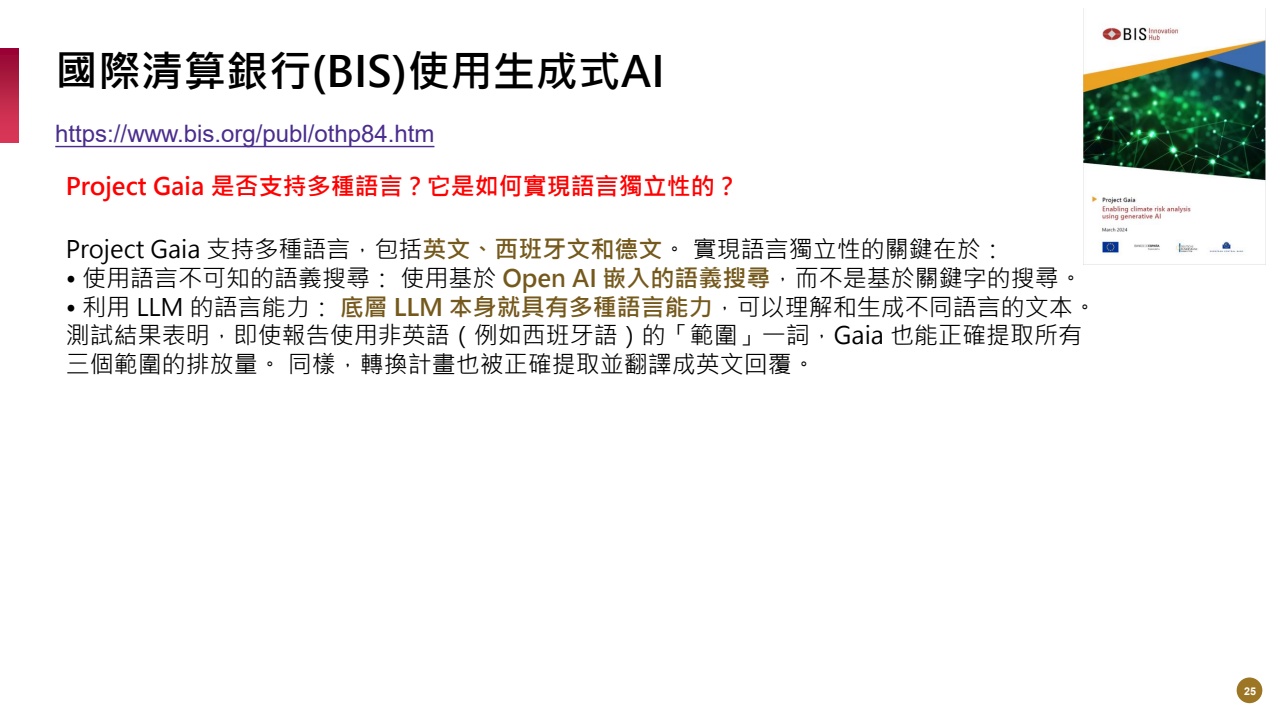 國際清算銀行(BIS)使用生成式AI
https://www.bis.org/publ/othp84.htm
Project Gaia 是否支持多種語言？它是如何實現語言獨立性的？
Project Gaia 支持多種語言，包括英文、西班牙文和德文。 實現語言獨立性的關鍵在於：
• 使用語言不可知的語義搜尋： 使用基於 Open AI 嵌入的語義搜尋，而不是基於關鍵字的搜尋。
• 利用 LLM 的語言能力： 底層 LLM 本身就具有多種語言能力，可以理解和生成不同語言的文本。
測試結果表明，即使報告使用非英語（例如西班牙語）的「範圍」一詞，Gaia 也能正確提取所有
三個範圍的排放量。 同樣，轉換計畫也被正確提取並翻譯成英文回覆。
BIS Innovation
Hub
Project Gaia
Enabling climate risk analysis
using generative AI
March 2024
25